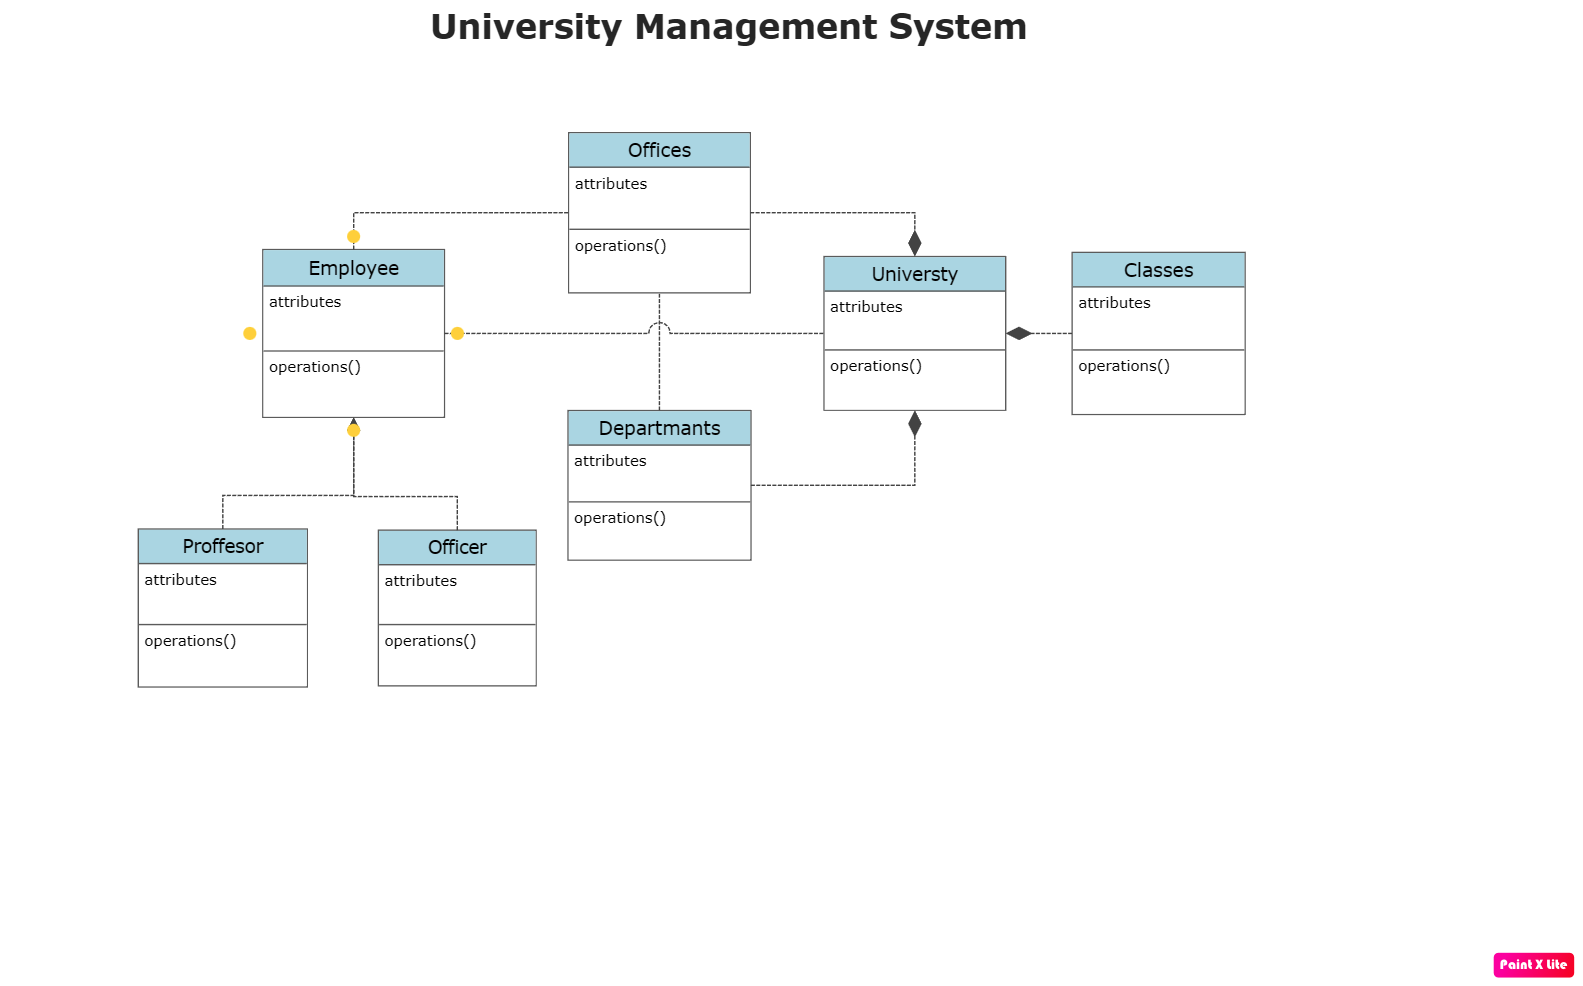 University Management System
Offices
attributes
operations()
Employee
attributes
operations()
Universty
attributes
operations()
Classes
attributes
operations()
Departmants
attributes
operations()
Proffesor
attributes
operations()
Officer
attributes
operations()
Paint X Lite